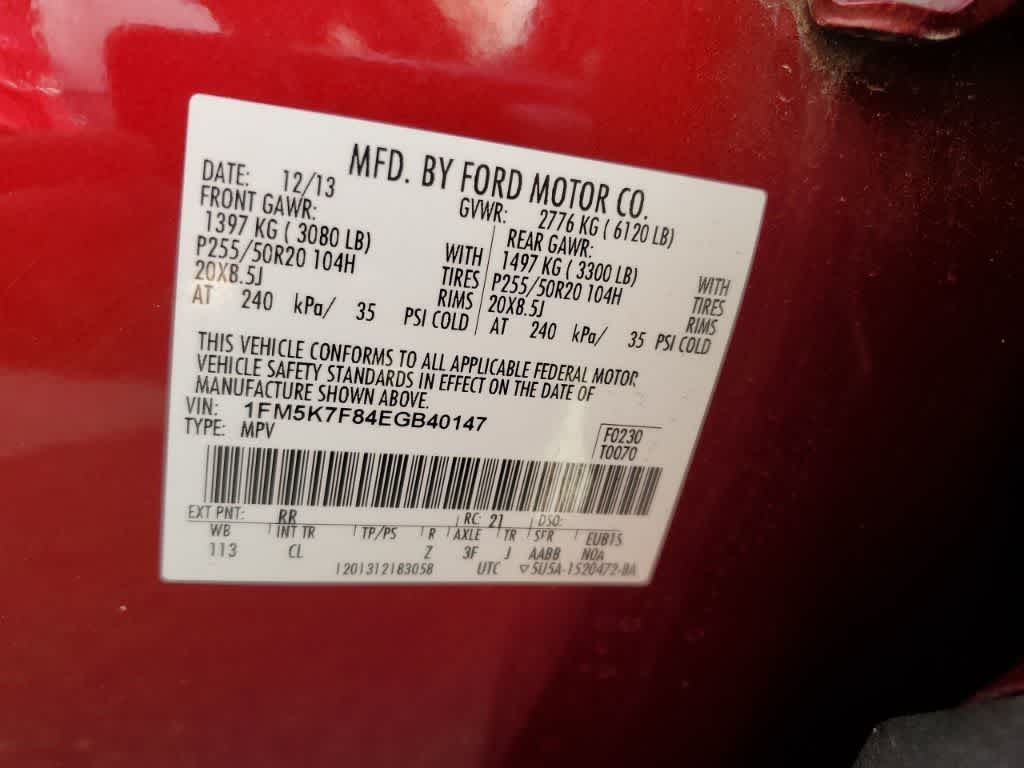 MFD. BY FORD MOTOR CO.
DATE: 12/13 GVWR: 2776 KG ( 6120 LB)
FRONT GAWR: REAR GAWR:
1397 KG ( 3080 LB) WITH 1497 KG ( 3300 LB) WITH
P255/50R20 104H TIRES P255/50R20 104H TIRES
20X8.5J RIMS 20X8.5J RIMS
AT 240 kPa/ 35 PSI COLD AT 240 kPa/ 35 PSI COLD
THIS VEHICLE CONFORMS TO ALL APPLICABLE FEDERAL MOTOR
VEHICLE SAFETY STANDARDS IN EFFECT ON THE DATE OF
MANUFACTURE SHOWN ABOVE.
VIN: 1FM5K7F84EGB40147
TYPE: MPV
F0230
T0070
EXT PNT: RR RC: 21 DSO:
WB INT TR TP/PS R AXLE TR SPR EUB15
113 CL Z 3F J AABB NOA
1201312183058 UTC ▽5U5A-1520472-BA